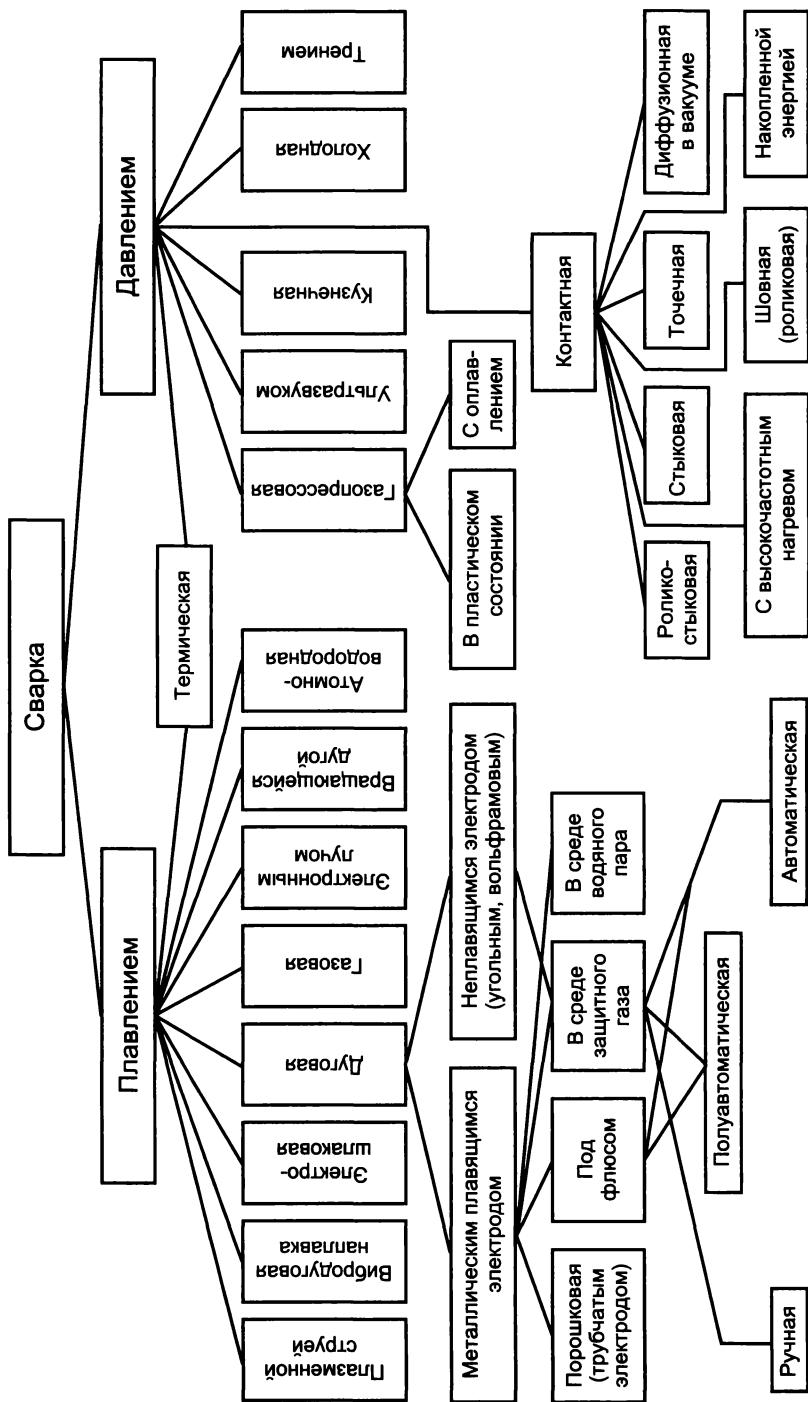 Сварка
Плавлением
Давлением
Термическая
Плазменной
струей
Вибродуговая
наплавка
Электро-
шлаковая
Дуговая
Газовая
Электронным
лучом
Вращающейся
дугой
Атомно-
водородная
Газопрессовая
Ультразвуком
Кузнечная
Холодная
Трением
Металлическим плавящимся
электродом
Неплавящимся электродом
(угольным, вольфрамовым)
В пластическом
состоянии
С оплав-
лением
Контактная
Порошковая
(трубчатым
электродом)
Под
флюсом
В среде
защитного
газа
В среде
водяного
пара
Ролико-
стыковая
Стыковая
Точечная
Диффузионная
в вакууме
С высокочастотным
нагревом
Шовная
(роликовая)
Накопленной
энергией
Ручная
Полуавтоматическая
Автоматическая